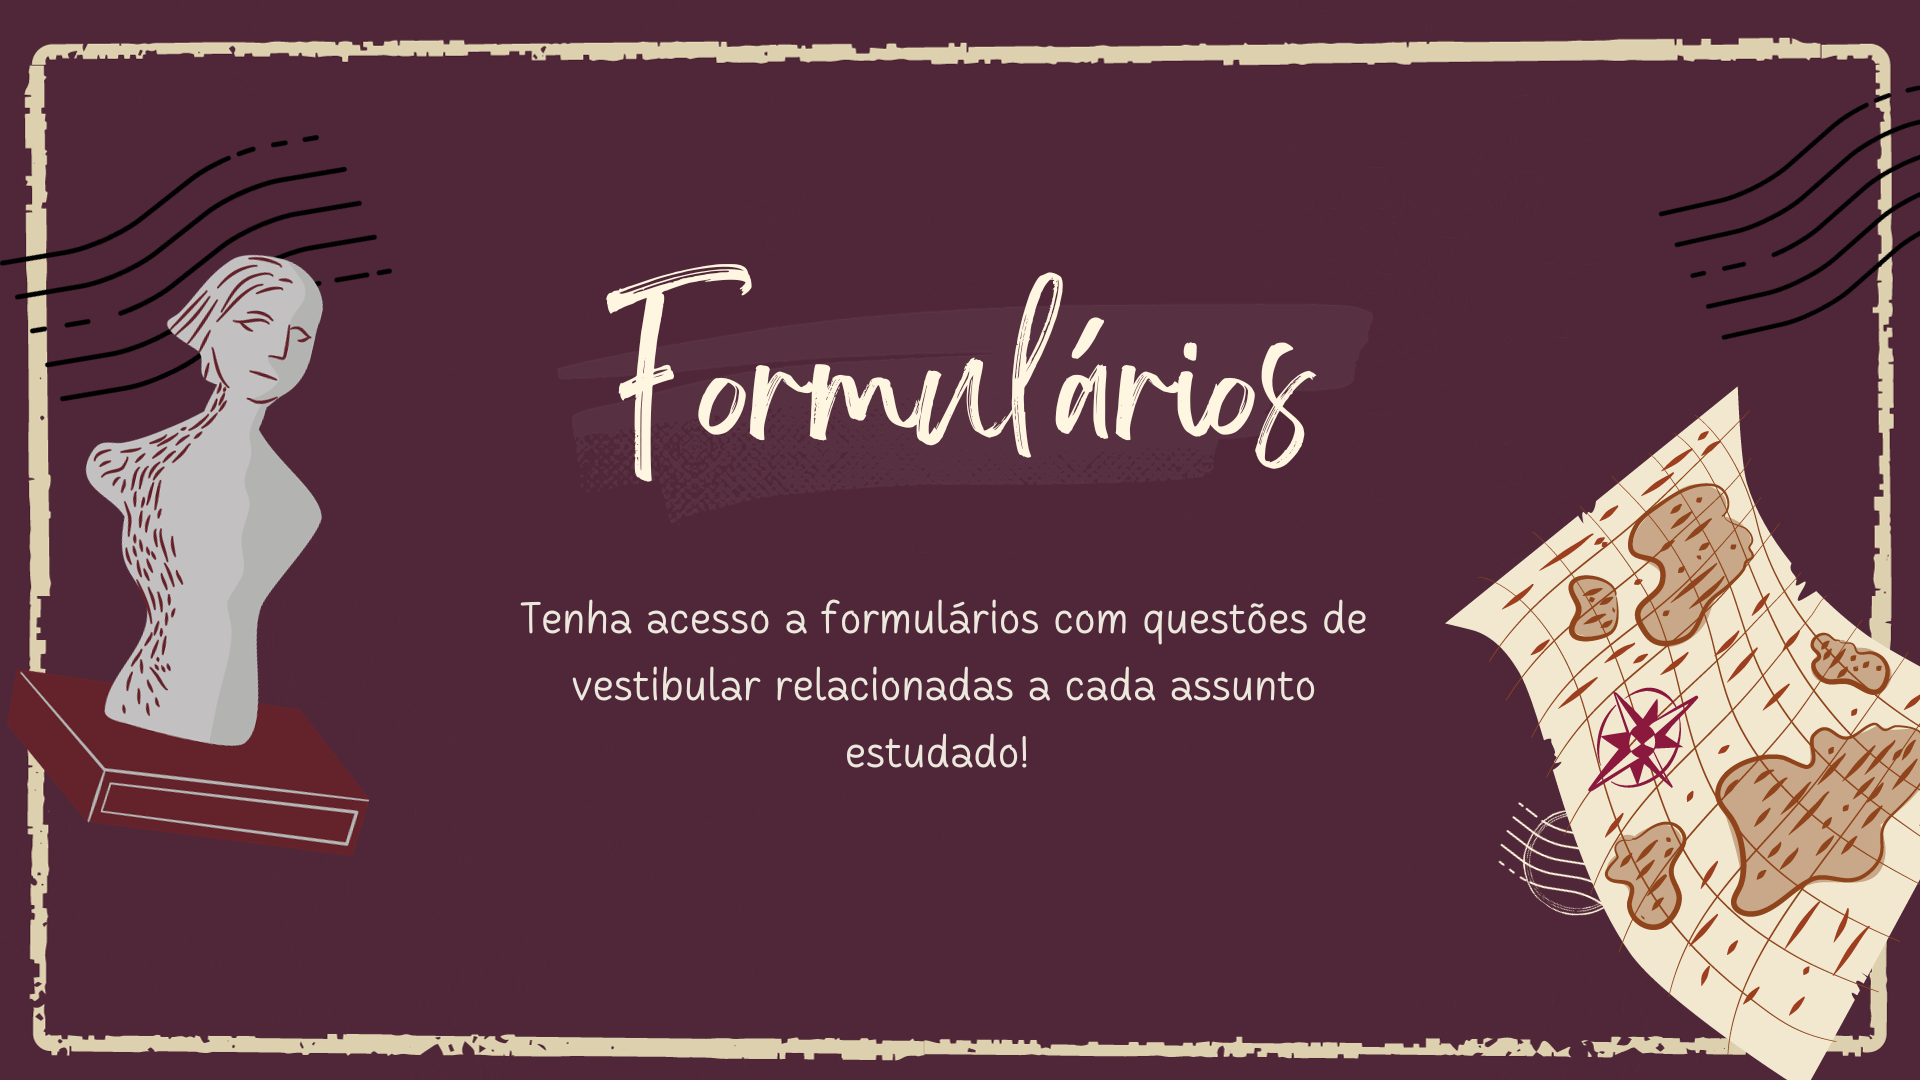 Formulários
Tenha acesso a formulários com questões de
vestibular relacionadas a cada assunto
estudado!